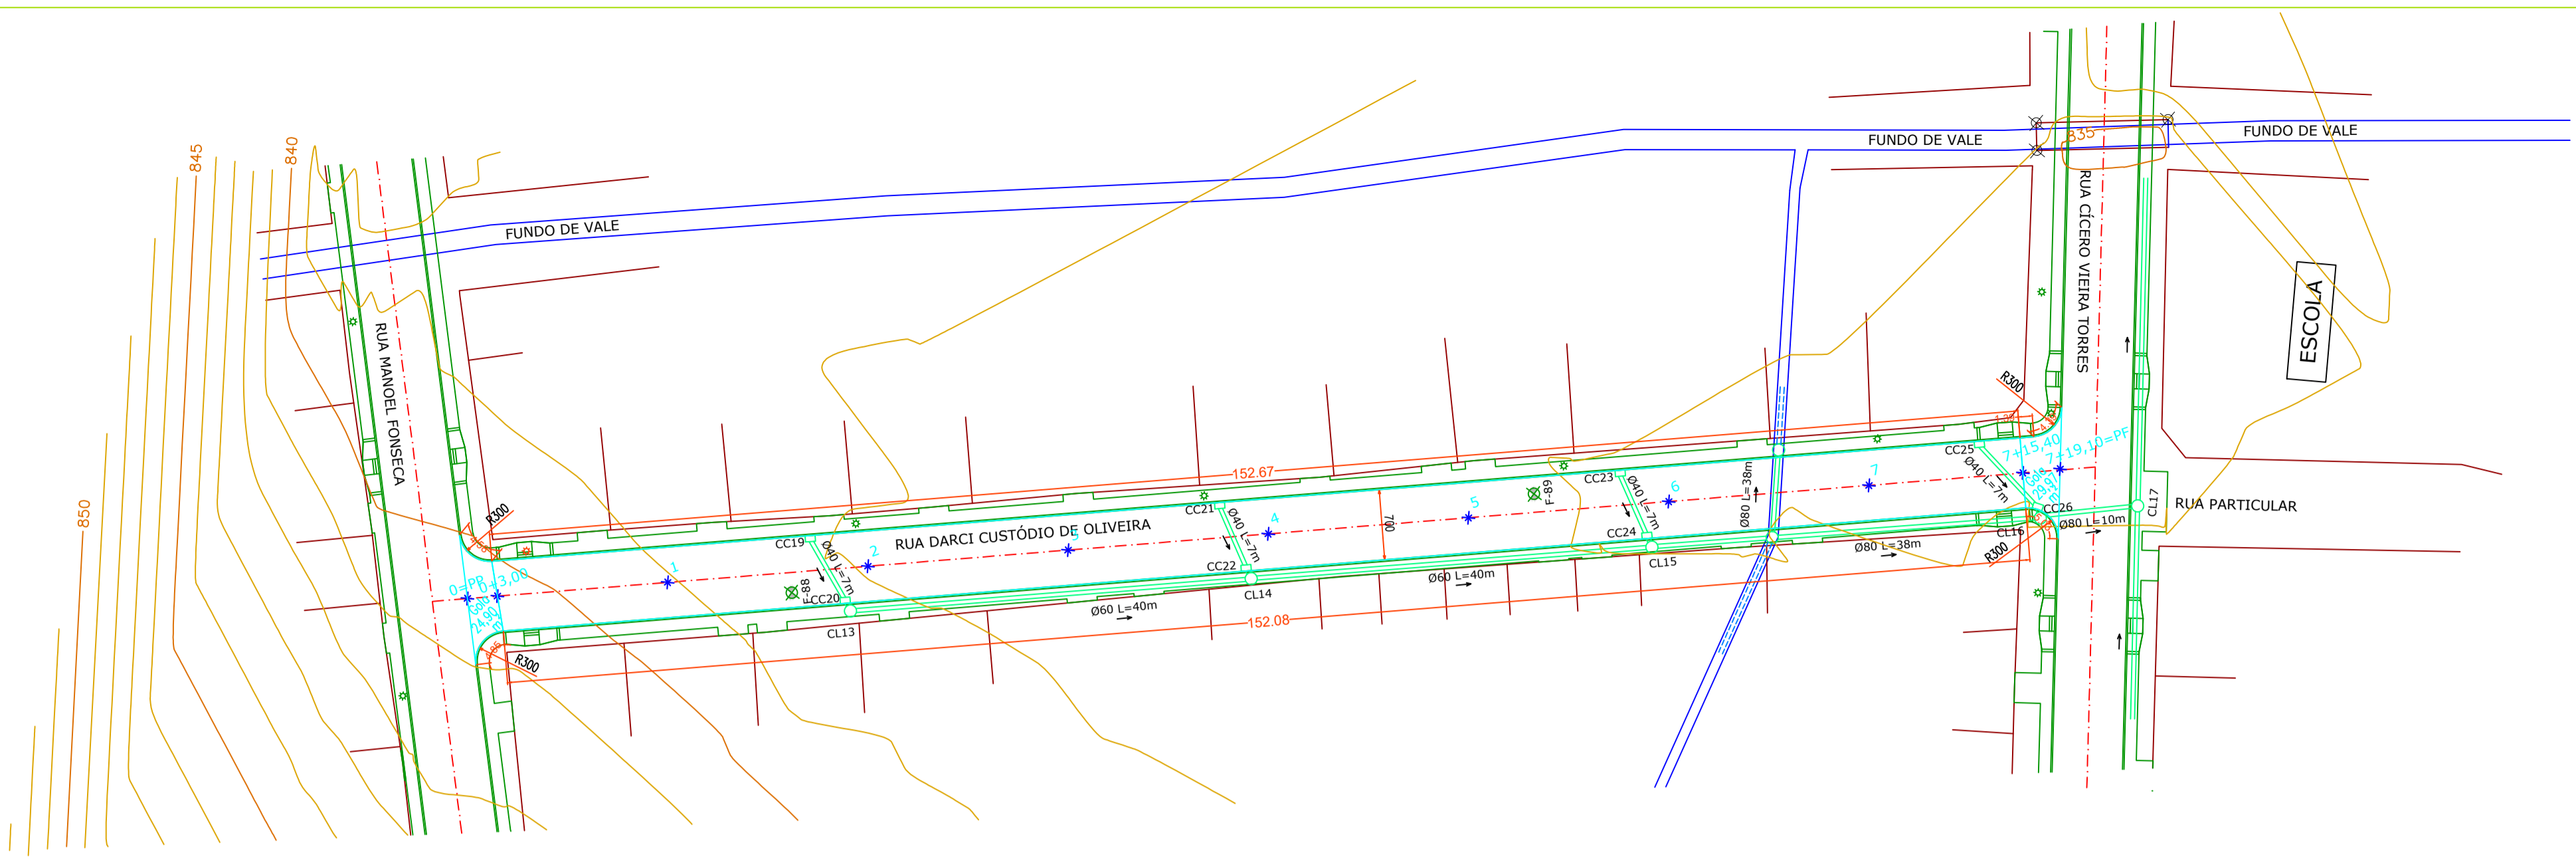 845
840
850
835
FUNDO DE VALE
FUNDO DE VALE
FUNDO DE VALE
RUA MANOEL FONSECA
RUA CÍCERO VIEIRA TORRES
ESCOLA
RUA PARTICULAR
RUA DARCI CUSTÓDIO DE OLIVEIRA
152.67
152.08
700
R300
R300
R300
R300
0=PP
0+3,00
1
2
3
4
5
6
7
7+15,40
7+19,10=PF
CC19
Ø40 L=7m
CC20
F-88
CL13
Ø60 L=40m
CC21
Ø40 L=7m
CC22
CL14
Ø60 L=40m
F-89
CC23
Ø40 L=7m
CC24
CL15
Ø80 L=38m
Ø80 L=38m
CC25
Ø40 L=7m
CC26
CL16
Ø80 L=10m
CL17